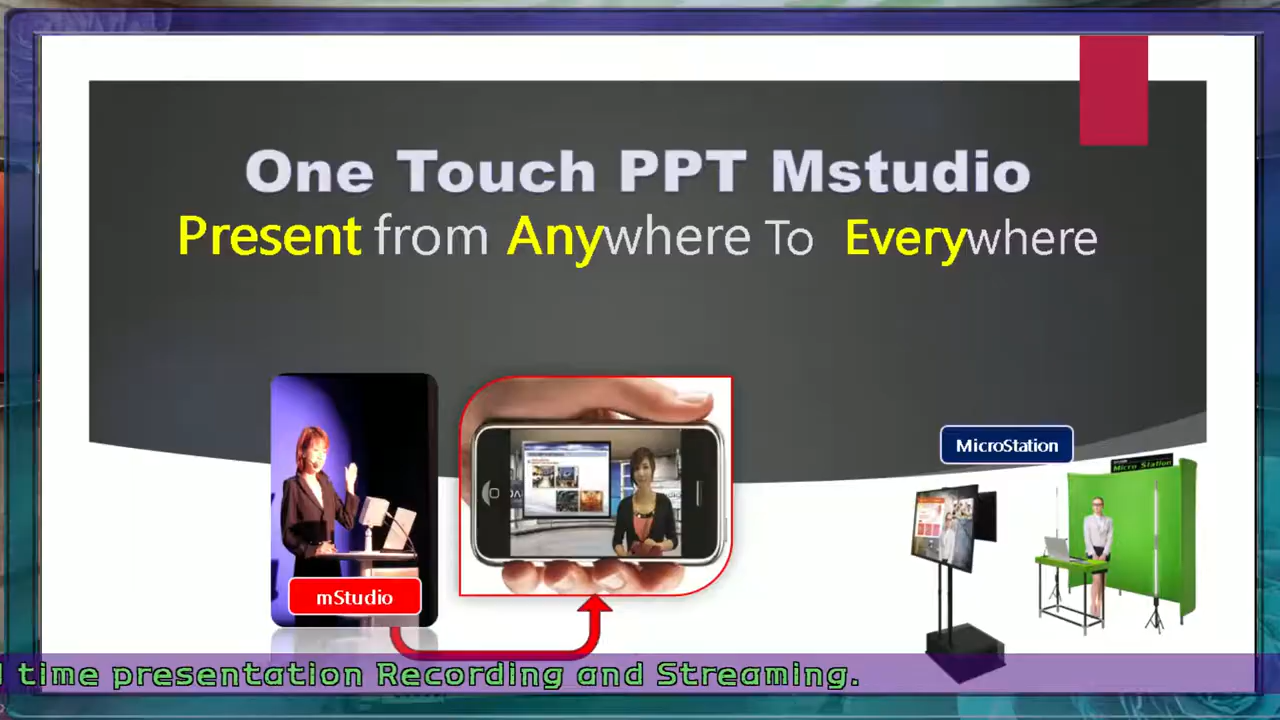 One Touch PPT Mstudio
Present from Anywhere To Everywhere
MicroStation
Micro Station
mStudio
time presentation Recording and Streaming.